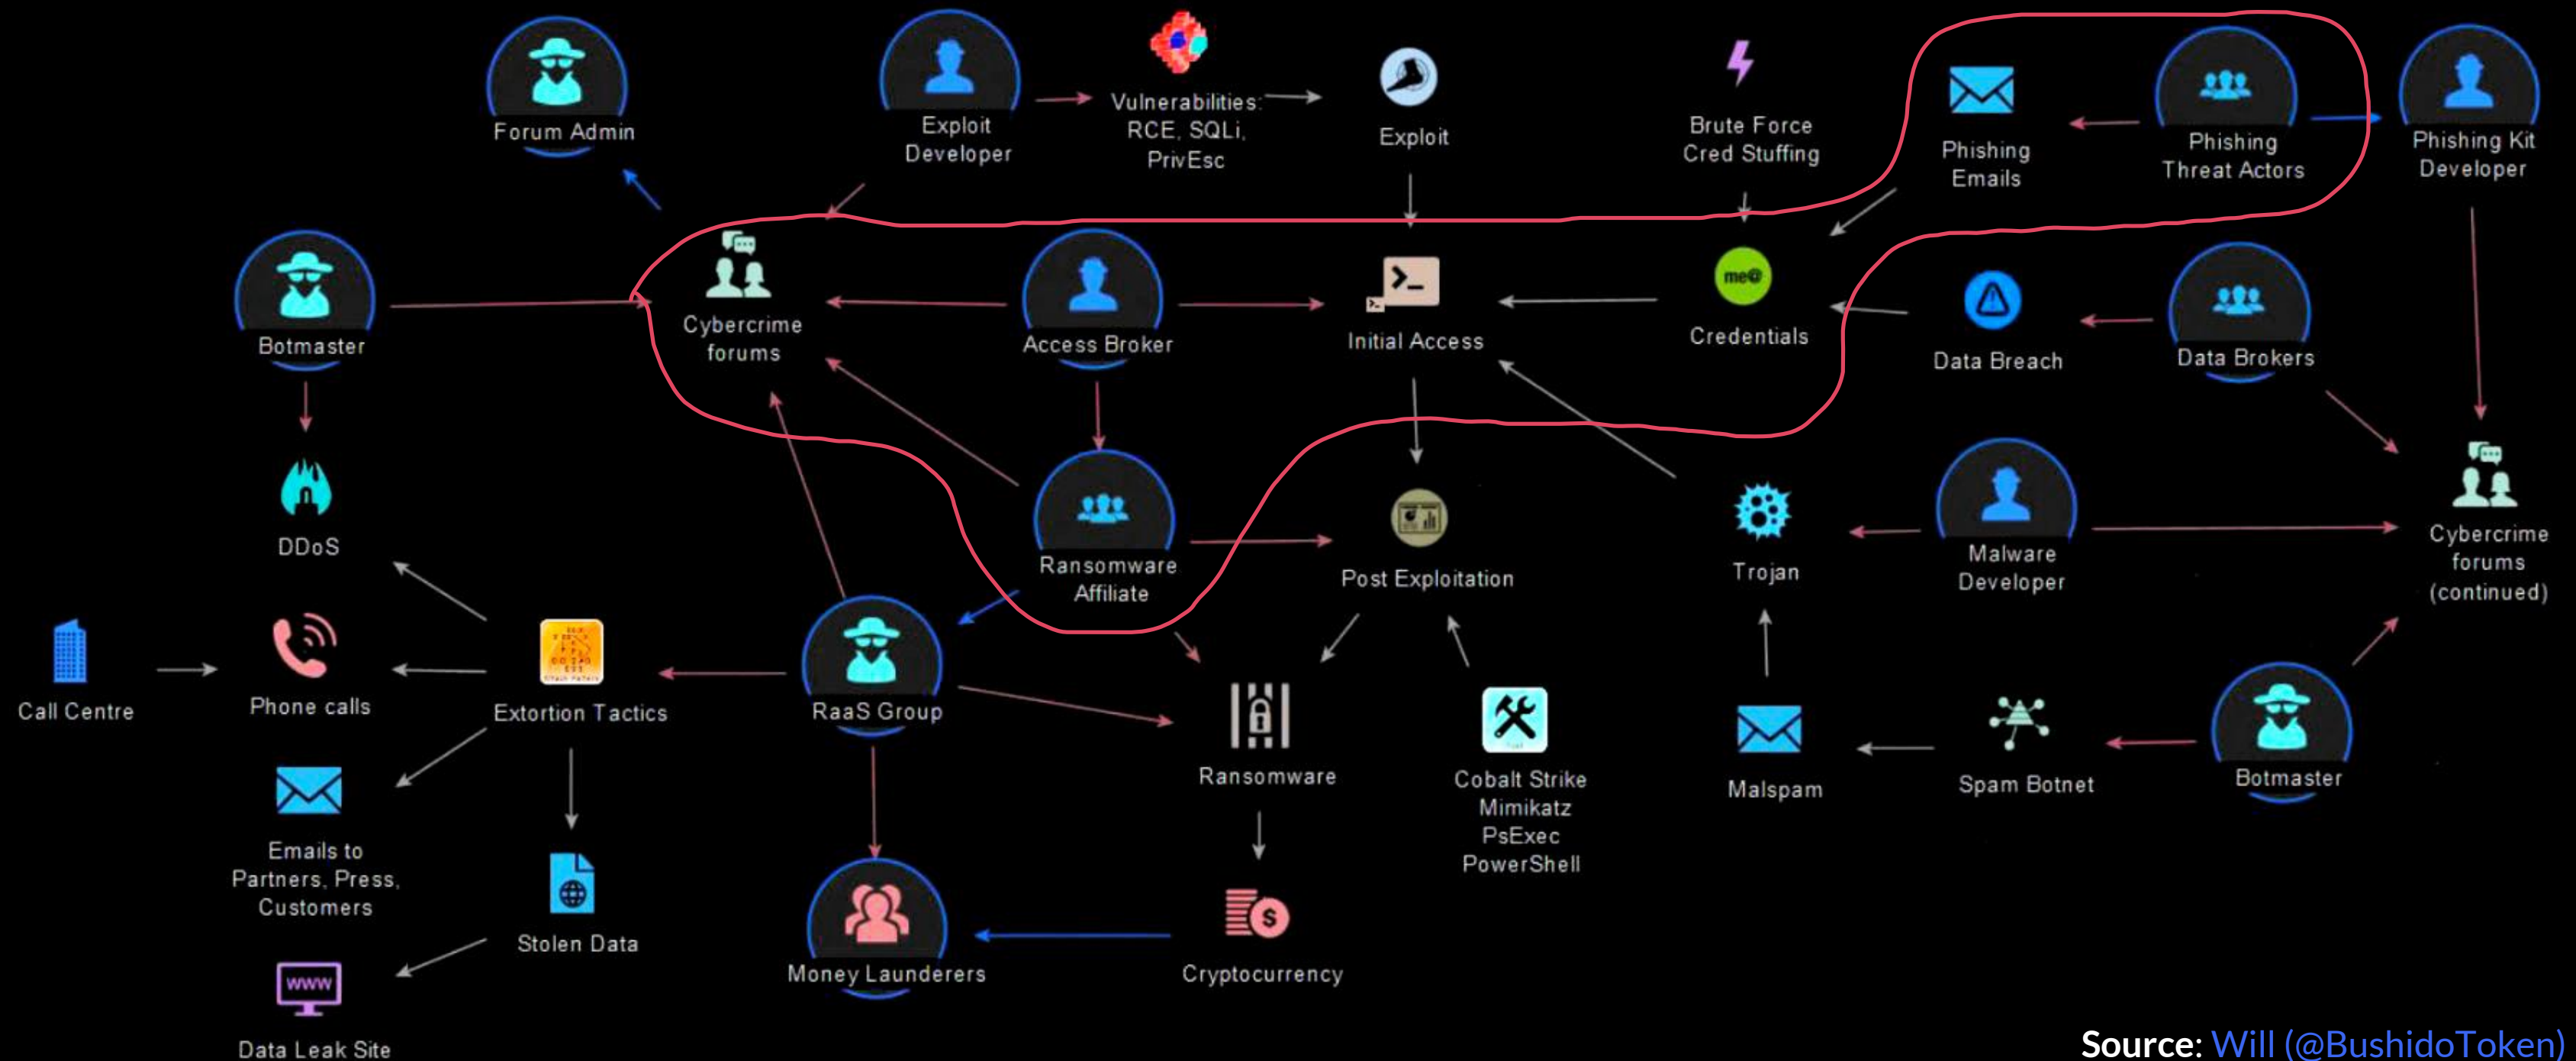 Forum Admin
Exploit
Developer
Vulnerabilities:
RCE, SQLi,
PrivEsc
Exploit
Brute Force
Cred Stuffing
Phishing
Emails
Phishing
Threat Actors
Phishing Kit
Developer
Botmaster
Cybercrime
forums
Access Broker
Initial Access
me@
Credentials
Data Breach
Data Brokers
DDoS
Ransomware
Affiliate
Post Exploitation
Trojan
Malware
Developer
Cybercrime
forums
(continued)
Call Centre
Phone calls
Extortion Tactics
RaaS Group
Ransomware
Cobalt Strike
Mimikatz
PsExec
PowerShell
Malspam
Spam Botnet
Botmaster
Emails to
Partners, Press,
Customers
Stolen Data
Money Launderers
$
Cryptocurrency
www
Data Leak Site
Source: Will (@BushidoToken)